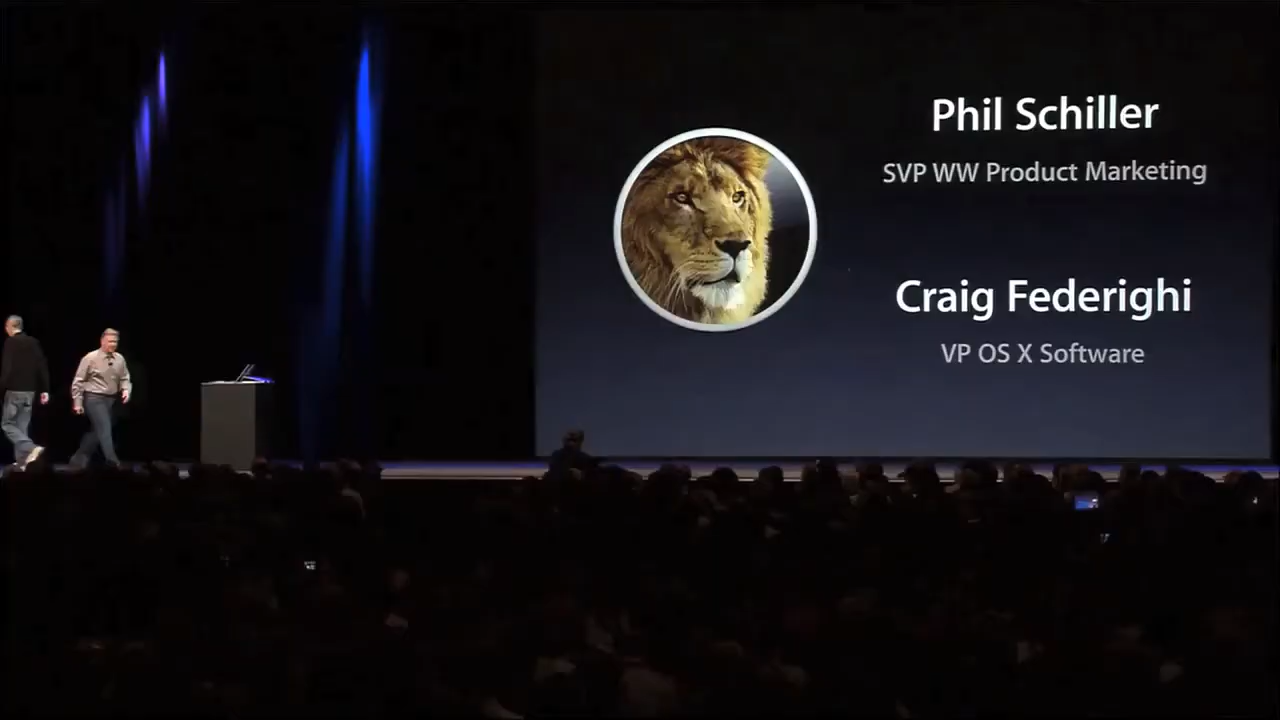 Phil Schiller
SVP WW Product Marketing
Craig Federighi
VP OS X Software